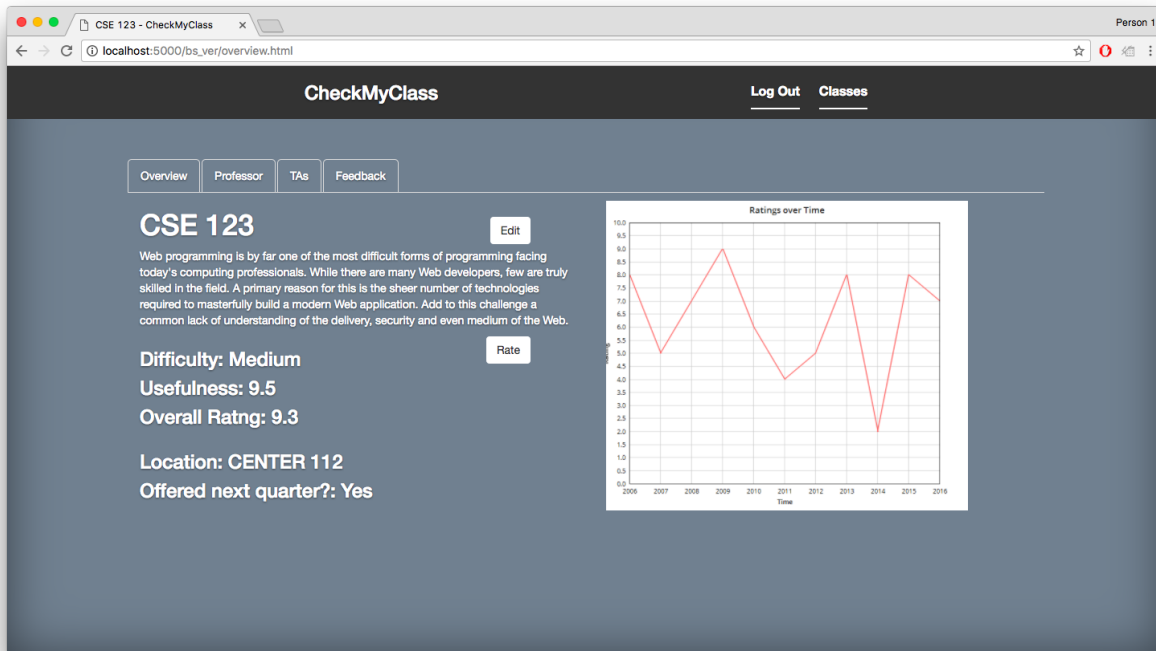 CSE 123 - CheckMyClass
Person 1
localhost:5000/bs_ver/overview.html
CheckMyClass
Log Out
Classes
Overview
Professor
TAs
Feedback
CSE 123
Edit
Web programming is by far one of the most difficult forms of programming facing
today's computing professionals. While there are many Web developers, few are truly
skilled in the field. A primary reason for this is the sheer number of technologies
required to masterfully build a modern Web application. Add to this challenge a
common lack of understanding of the delivery, security and even medium of the Web.
Rate
Difficulty: Medium
Usefulness: 9.5
Overall Ratng: 9.3
Location: CENTER 112
Offered next quarter?: Yes
Ratings over Time
10.0
9.5
9.0
8.5
8.0
7.5
7.0
6.5
6.0
5.5
5.0
4.5
4.0
3.5
3.0
2.5
2.0
1.5
1.0
0.5
0.0
2006 2007 2008 2009 2010 2011 2012 2013 2014 2015 2016
Time